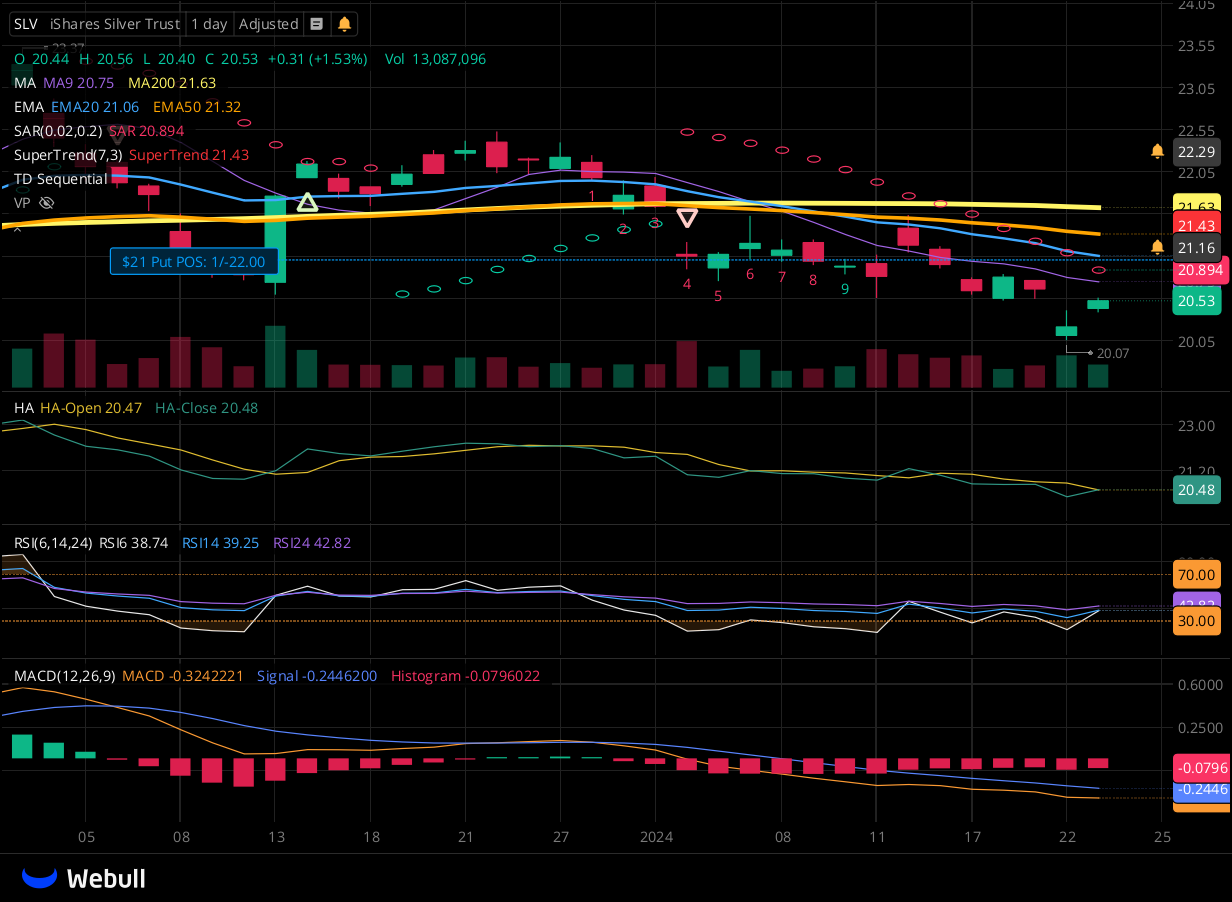 24.05
SLV iShares Silver Trust 1 day Adjusted
23.37
23.55
O 20.44 H 20.56 L 20.40 C 20.53 +0.31 (+1.53%) Vol 13,087,096
MA MA9 20.75 MA200 21.63
23.05
EMA EMA20 21.06 EMA50 21.32
SAR(0.02,0.2) SAR 20.894
22.55
SuperTrend(7,3) SuperTrend 21.43
22.29
TD Sequential
22.05
VP
1
21.63
2 3
21.43
21.16
$21 Put POS: 1/-22.00
20.894
4 5 6 7 8 9
20.53
20.05
20.07
HA HA-Open 20.47 HA-Close 20.48
23.00
21.20
20.48
RSI(6,14,24) RSI6 38.74 RSI14 39.25 RSI24 42.82
70.00
42.82
30.00
MACD(12,26,9) MACD -0.3242221 Signal -0.2446200 Histogram -0.0796022
0.6000
0.2500
-0.0796
-0.2446
05 08 13 18 21 27 2024 08 11 17 22 25
Webull